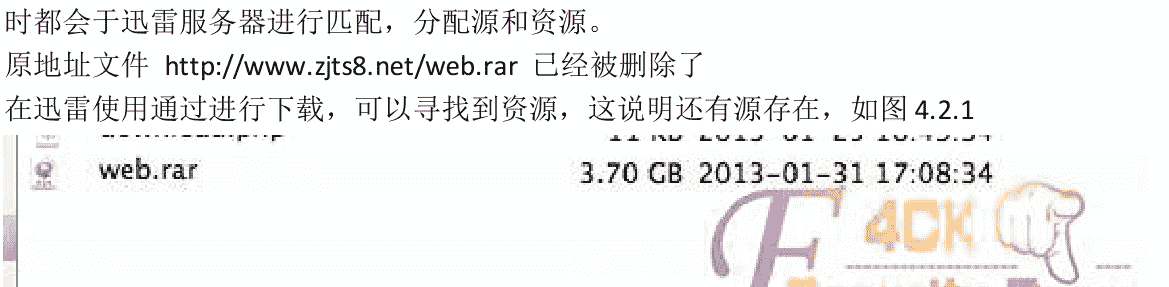 时都会于迅雷服务器进行匹配，分配源和资源。
原地址文件 http://www.zjts8.net/web.rar 已经被删除了
在迅雷使用通过进行下载，可以寻找到资源，这说明还有源存在，如图 4.2.1
web.rar 3.70 GB 2013-01-31 17:08:34
F 4CK